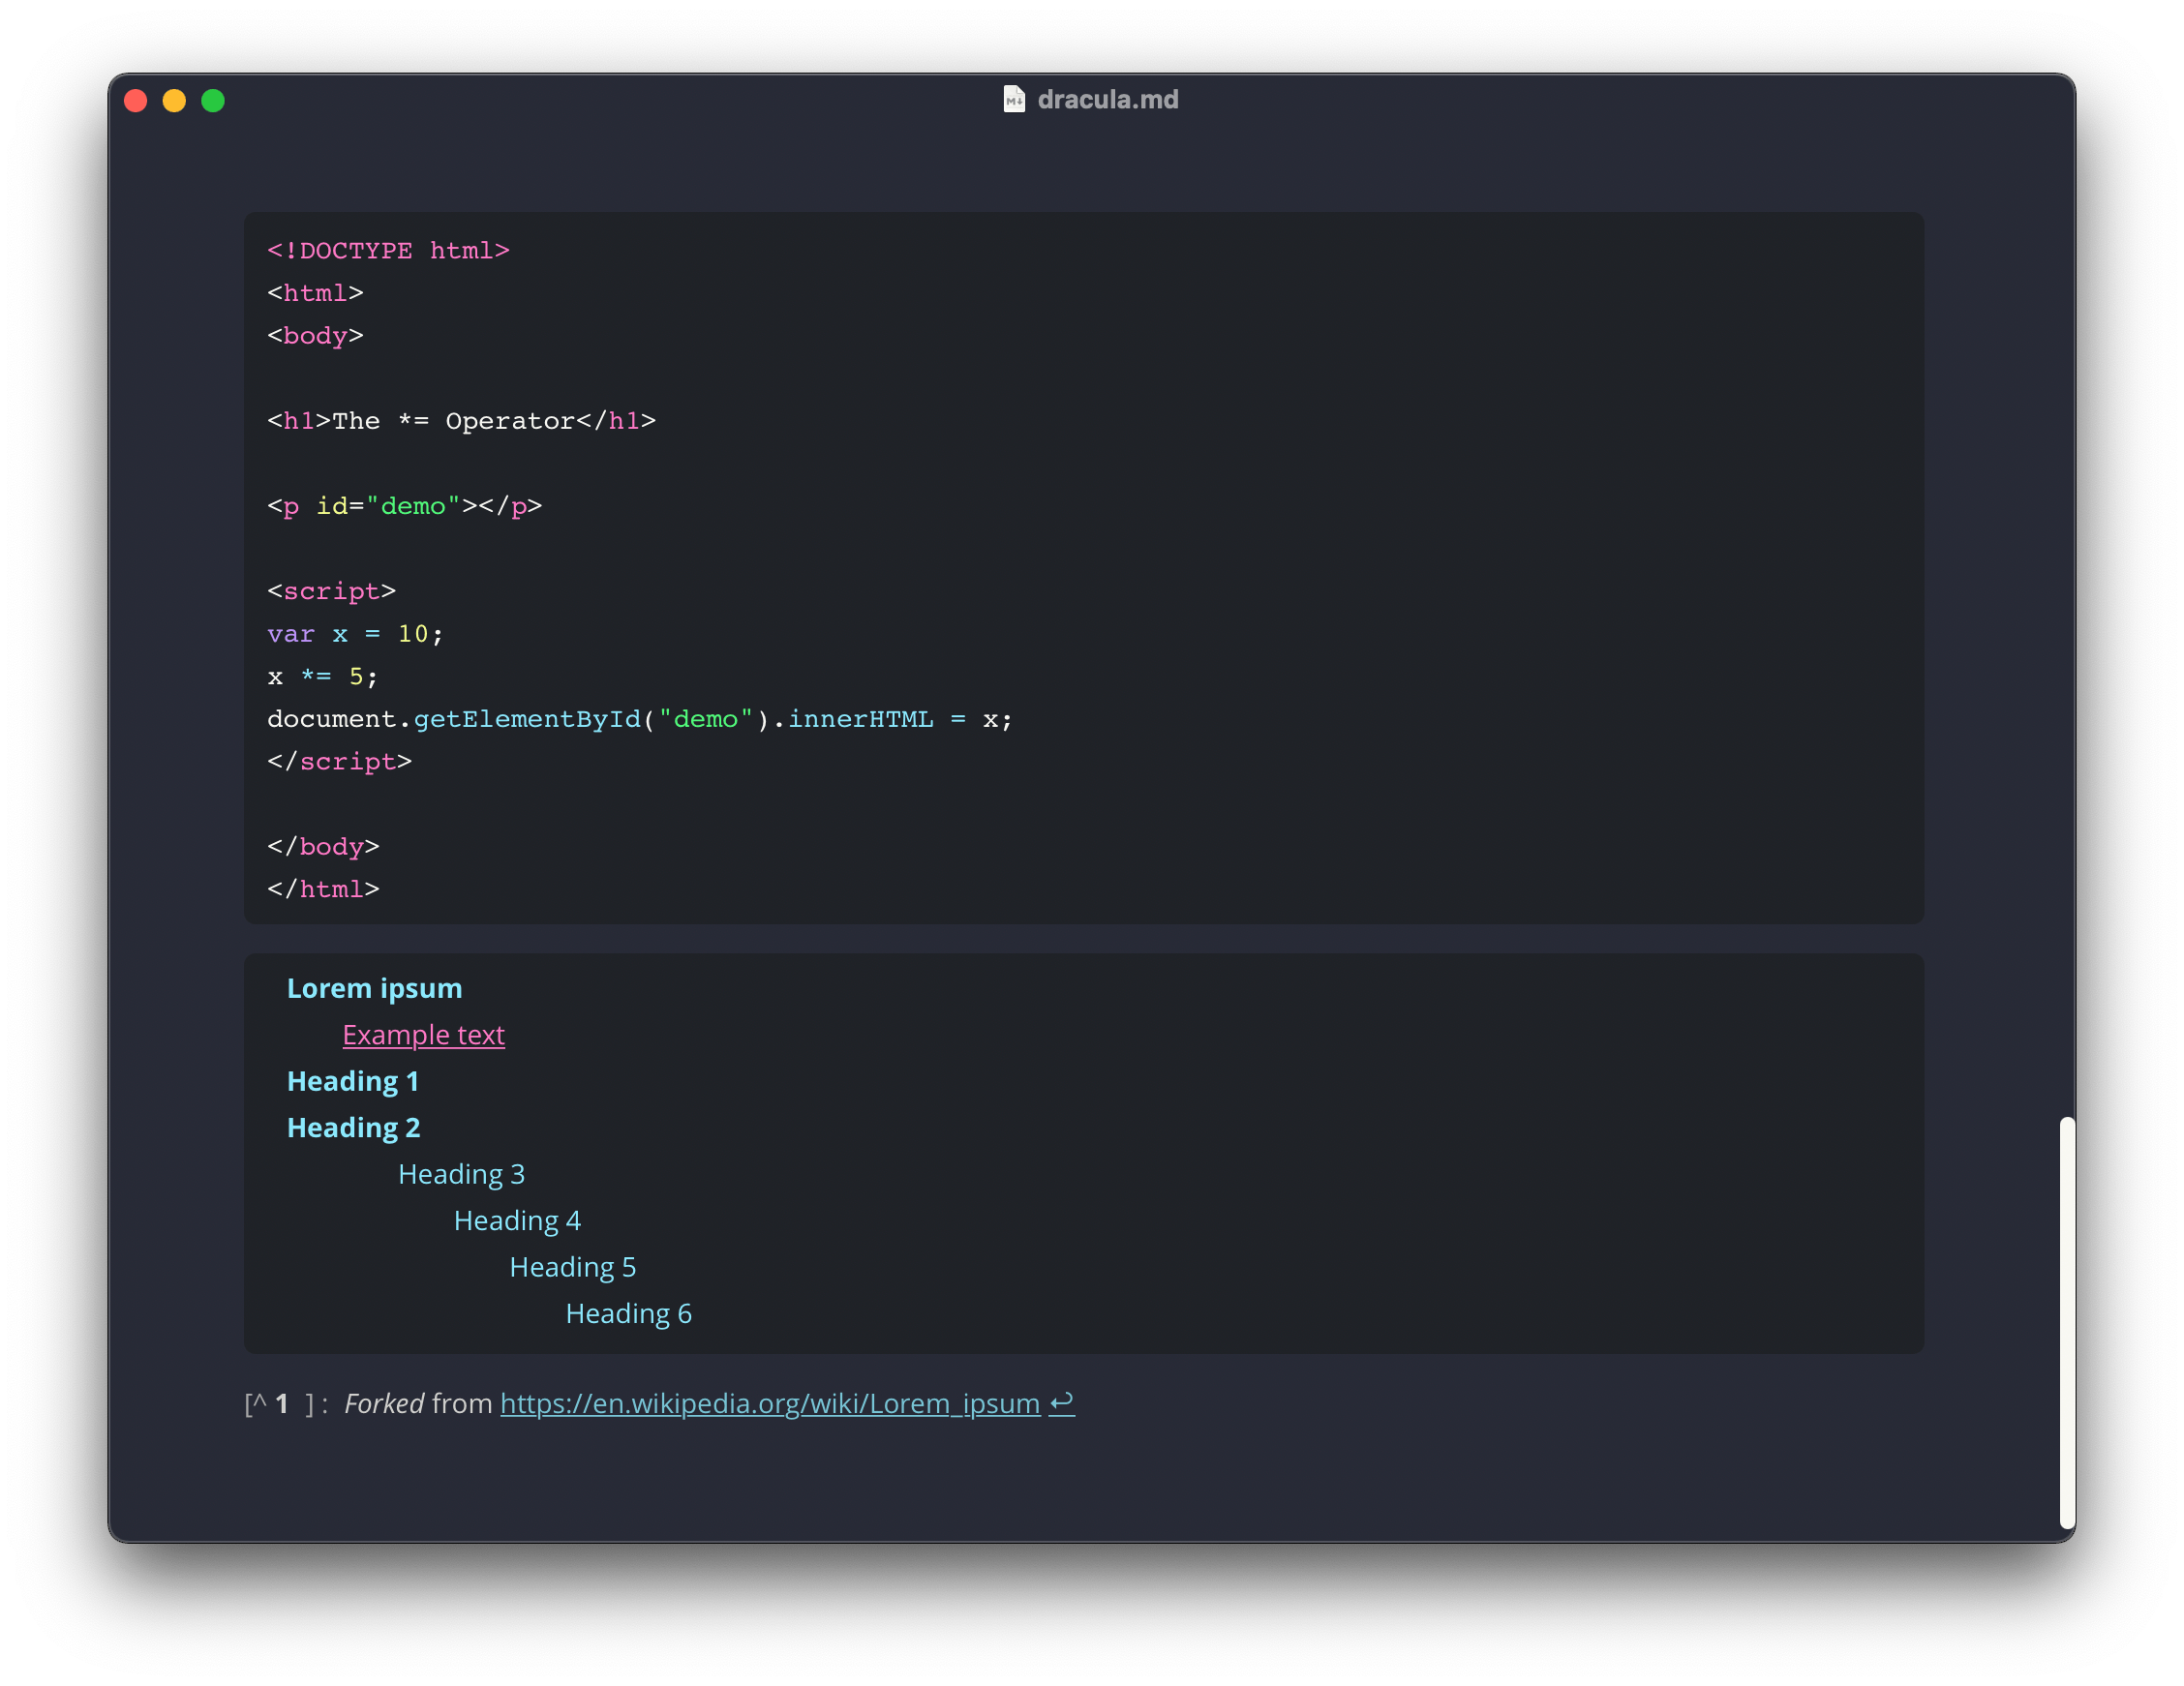 dracula.md
<!DOCTYPE html>
<html>
<body>
<h1>The *= Operator</h1>
<p id="demo"></p>
<script>
var x = 10;
x *= 5;
document.getElementById("demo").innerHTML = x;
</script>
</body>
</html>
Lorem ipsum
Example text
Heading 1
Heading 2
Heading 3
Heading 4
Heading 5
Heading 6
[^ 1 ] : Forked from https://en.wikipedia.org/wiki/Lorem_ipsum ↩